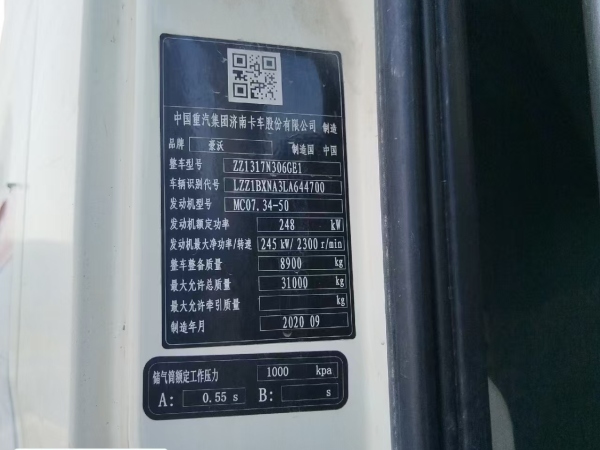 中国重汽集团济南卡车股份有限公司 制造
品牌 豪沃 制造国 中国
整车型号 ZZ1317N306GE1
车辆识别代号 LZZ1BXNA3LA644700
发动机型号 MC07.34-50
发动机额定功率 248 kW
发动机最大净功率/转速 245 kW/ 2300 r/min
整车整备质量 8900 kg
最大允许总质量 31000 kg
最大允许牵引质量 kg
制造年月 2020 09
储气筒额定工作压力 1000 kpa
A: 0.55 s B: s